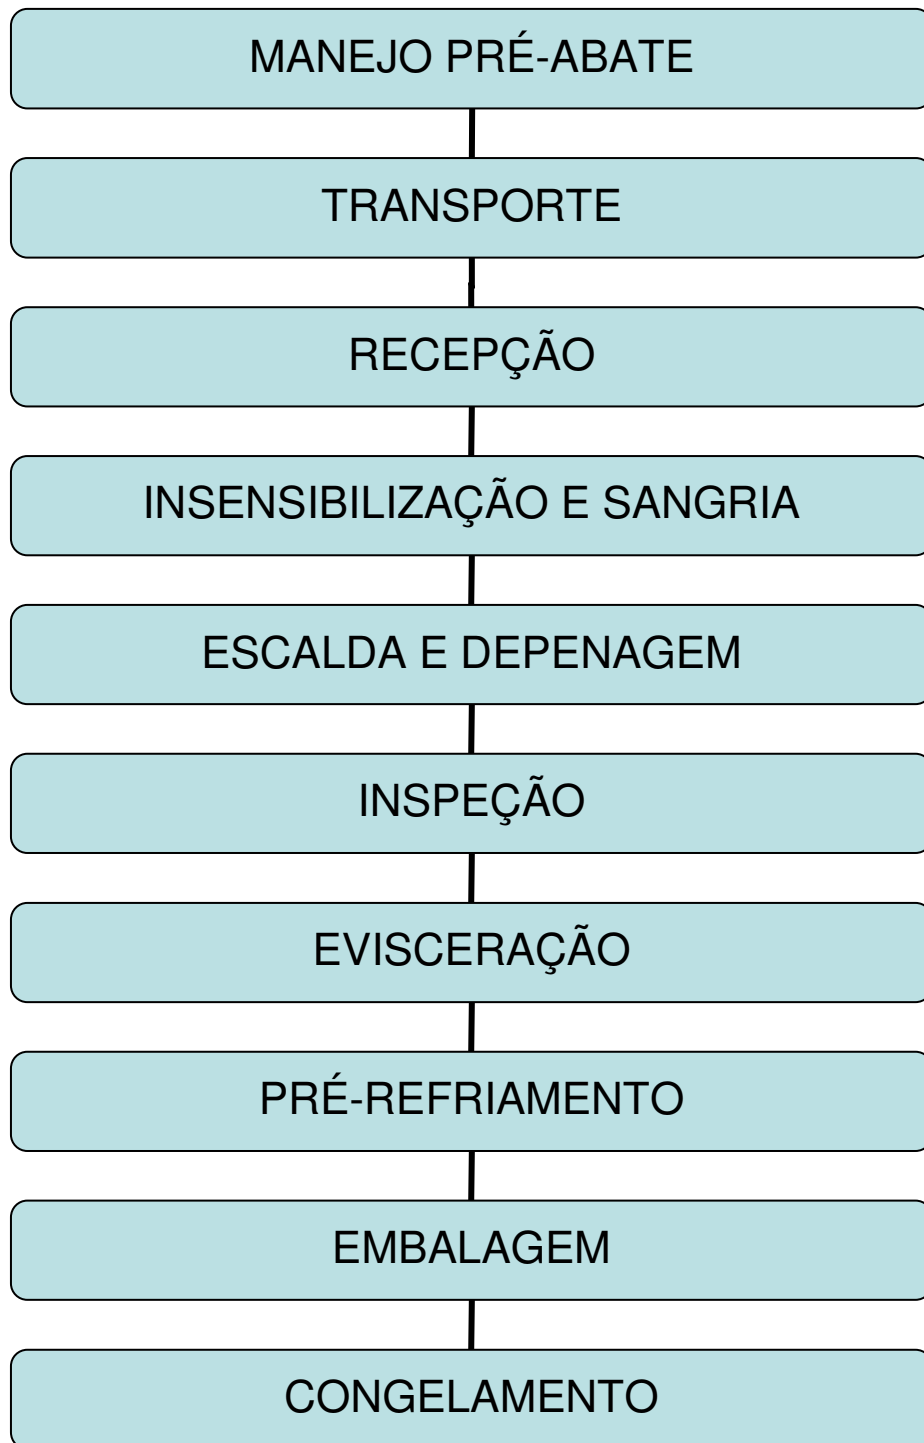 MANEJO PRÉ-ABATE
TRANSPORTE
RECEPÇÃO
INSENSIBILIZAÇÃO E SANGRIA
ESCALDA E DEPENAGEM
INSPEÇÃO
EVISCERAÇÃO
PRÉ-REFRIAMENTO
EMBALAGEM
CONGELAMENTO